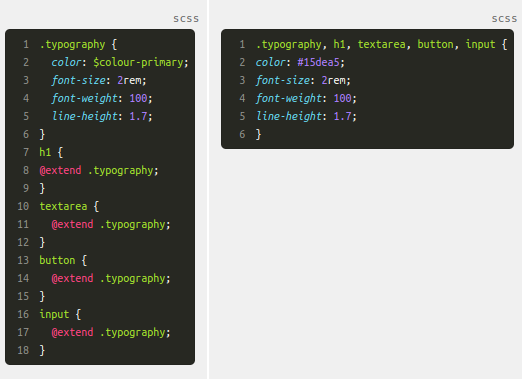 scss
1 .typography {
2 color: $colour-primary;
3 font-size: 2rem;
4 font-weight: 100;
5 line-height: 1.7;
6 }
7 h1 {
8 @extend .typography;
9 }
10 textarea {
11 @extend .typography;
12 }
13 button {
14 @extend .typography;
15 }
16 input {
17 @extend .typography;
18 }
scss
1 .typography, h1, textarea, button, input {
2 color: #15dea5;
3 font-size: 2rem;
4 font-weight: 100;
5 line-height: 1.7;
6 }